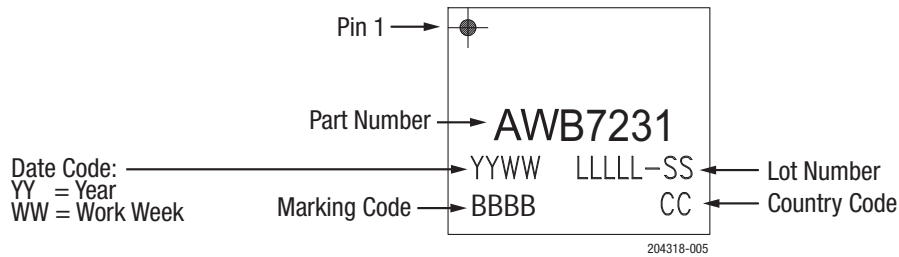 Pin 1
Part Number
AWB7231
Date Code:
YY = Year
WW = Work Week
YYWW LLLLL-SS
Lot Number
Marking Code
BBBB CC
Country Code
204318-005